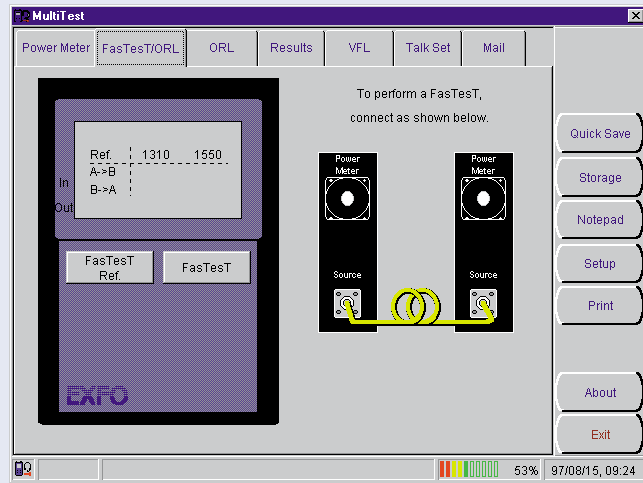 MultiTest
Power Meter
FasTesT/ORL
ORL
Results
VFL
Talk Set
Mail
Ref. 1310 1550
A->B
B->A
In
Out
FasTesT
Ref.
FasTesT
EXFO
To perform a FasTesT,
connect as shown below.
Power
Meter
Source
Power
Meter
Source
Quick Save
Storage
Notepad
Setup
Print
About
Exit
53%
97/08/15, 09:24